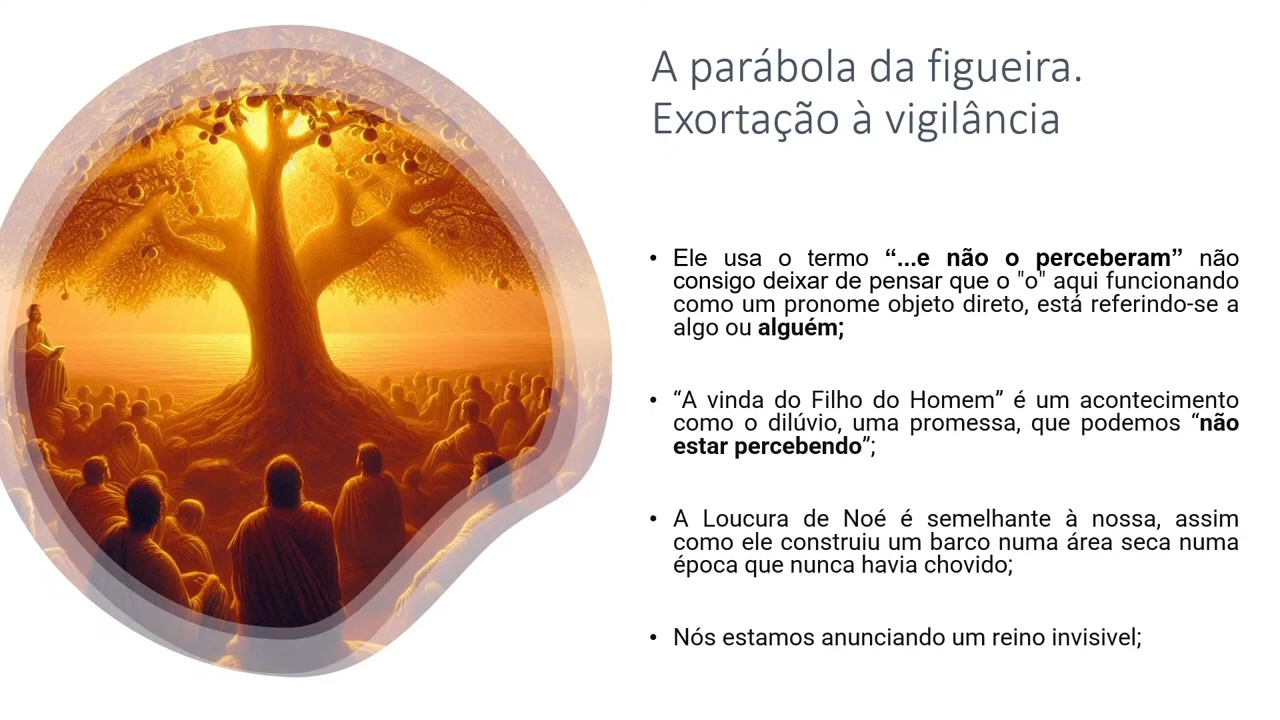 A parábola da figueira.
Exortação à vigilância
• Ele usa o termo “...e não o perceberam” não
consigo deixar de pensar que o "o" aqui funcionando
como um pronome objeto direto, está referindo-se a
algo ou alguém;
• “A vinda do Filho do Homem” é um acontecimento
como o dilúvio, uma promessa, que podemos “não
estar percebendo”;
• A Loucura de Noé é semelhante à nossa, assim
como ele construiu um barco numa área seca numa
época que nunca havia chovido;
• Nós estamos anunciando um reino invisivel;